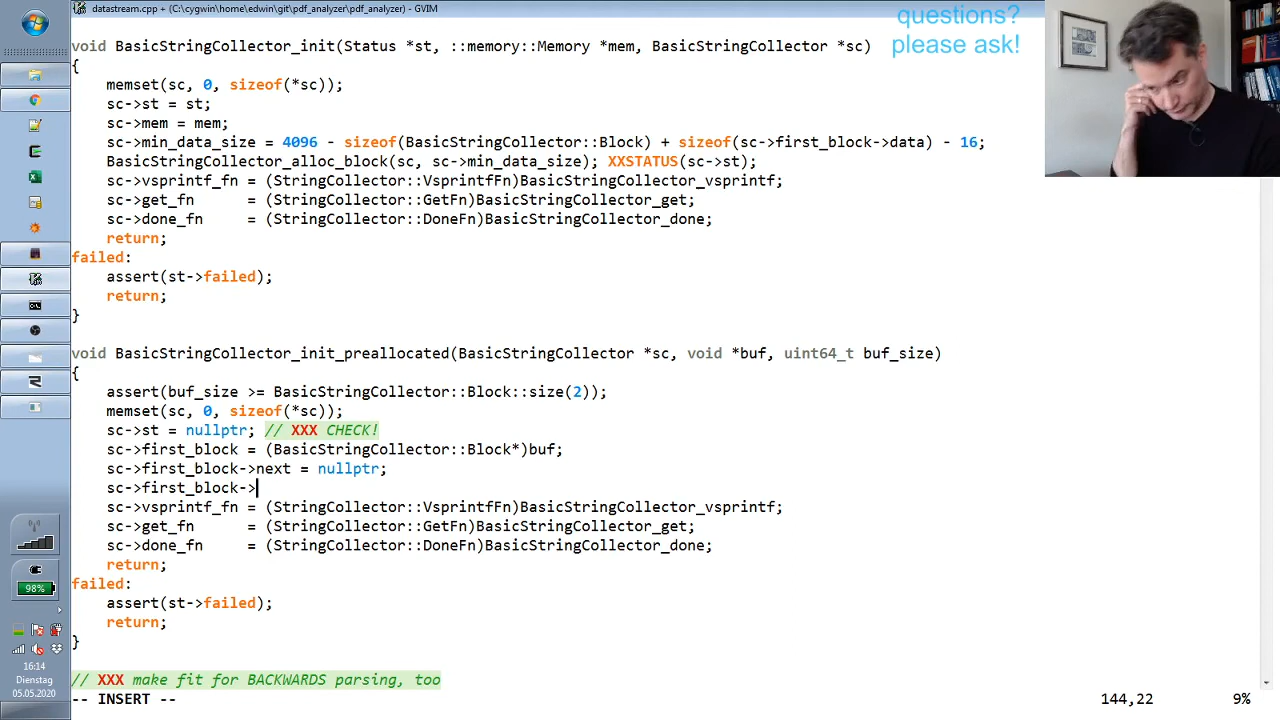 datastream.cpp + (C:\cygwin\home\edwin\git\pdf_analyzer\pdf_analyzer) - GVIM
questions?
please ask!
void BasicStringCollector_init(Status *st, ::memory::Memory *mem, BasicStringCollector *sc)
{
    memset(sc, 0, sizeof(*sc));
    sc->st = st;
    sc->mem = mem;
    sc->min_data_size = 4096 - sizeof(BasicStringCollector::Block) + sizeof(sc->first_block->data) - 16;
    BasicStringCollector_alloc_block(sc, sc->min_data_size); XXSTATUS(sc->st);
    sc->vsprintf_fn = (StringCollector::VsprintfFn)BasicStringCollector_vsprintf;
    sc->get_fn      = (StringCollector::GetFn)BasicStringCollector_get;
    sc->done_fn     = (StringCollector::DoneFn)BasicStringCollector_done;
    return;
failed:
    assert(st->failed);
    return;
}
void BasicStringCollector_init_preallocated(BasicStringCollector *sc, void *buf, uint64_t buf_size)
{
    assert(buf_size >= BasicStringCollector::Block::size(2));
    memset(sc, 0, sizeof(*sc));
    sc->st = nullptr; // XXX CHECK!
    sc->first_block = (BasicStringCollector::Block*)buf;
    sc->first_block->next = nullptr;
    sc->first_block->
    sc->vsprintf_fn = (StringCollector::VsprintfFn)BasicStringCollector_vsprintf;
    sc->get_fn      = (StringCollector::GetFn)BasicStringCollector_get;
    sc->done_fn     = (StringCollector::DoneFn)BasicStringCollector_done;
    return;
failed:
    assert(st->failed);
    return;
}
// XXX make fit for BACKWARDS parsing, too
-- INSERT --
144,22
9%
98%
16:14
Dienstag
05.05.2020